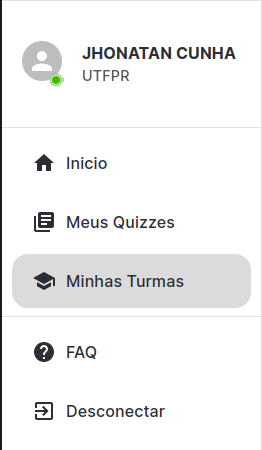 JHONATAN CUNHA
UTFPR
Inicio
Meus Quizzes
Minhas Turmas
FAQ
Desconectar